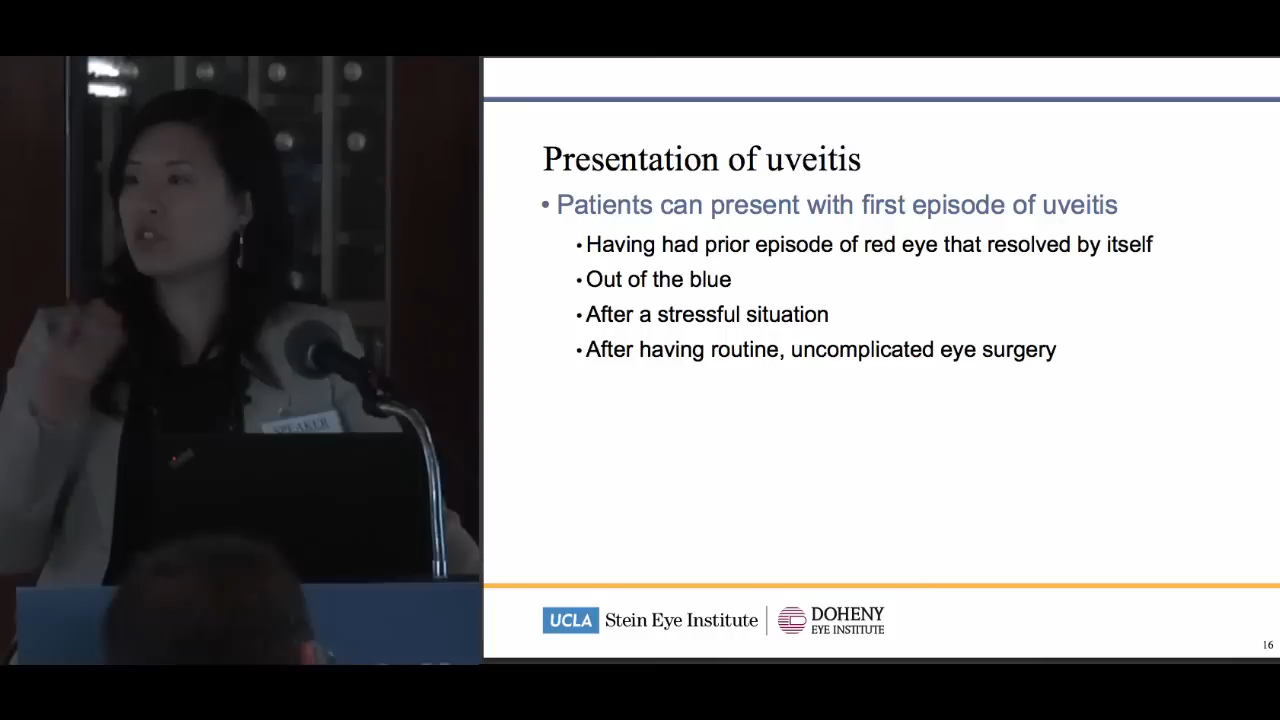 SPEAKER
Presentation of uveitis
• Patients can present with first episode of uveitis
• Having had prior episode of red eye that resolved by itself
• Out of the blue
• After a stressful situation
• After having routine, uncomplicated eye surgery
UCLA Stein Eye Institute
DOHENY
EYE INSTITUTE
16